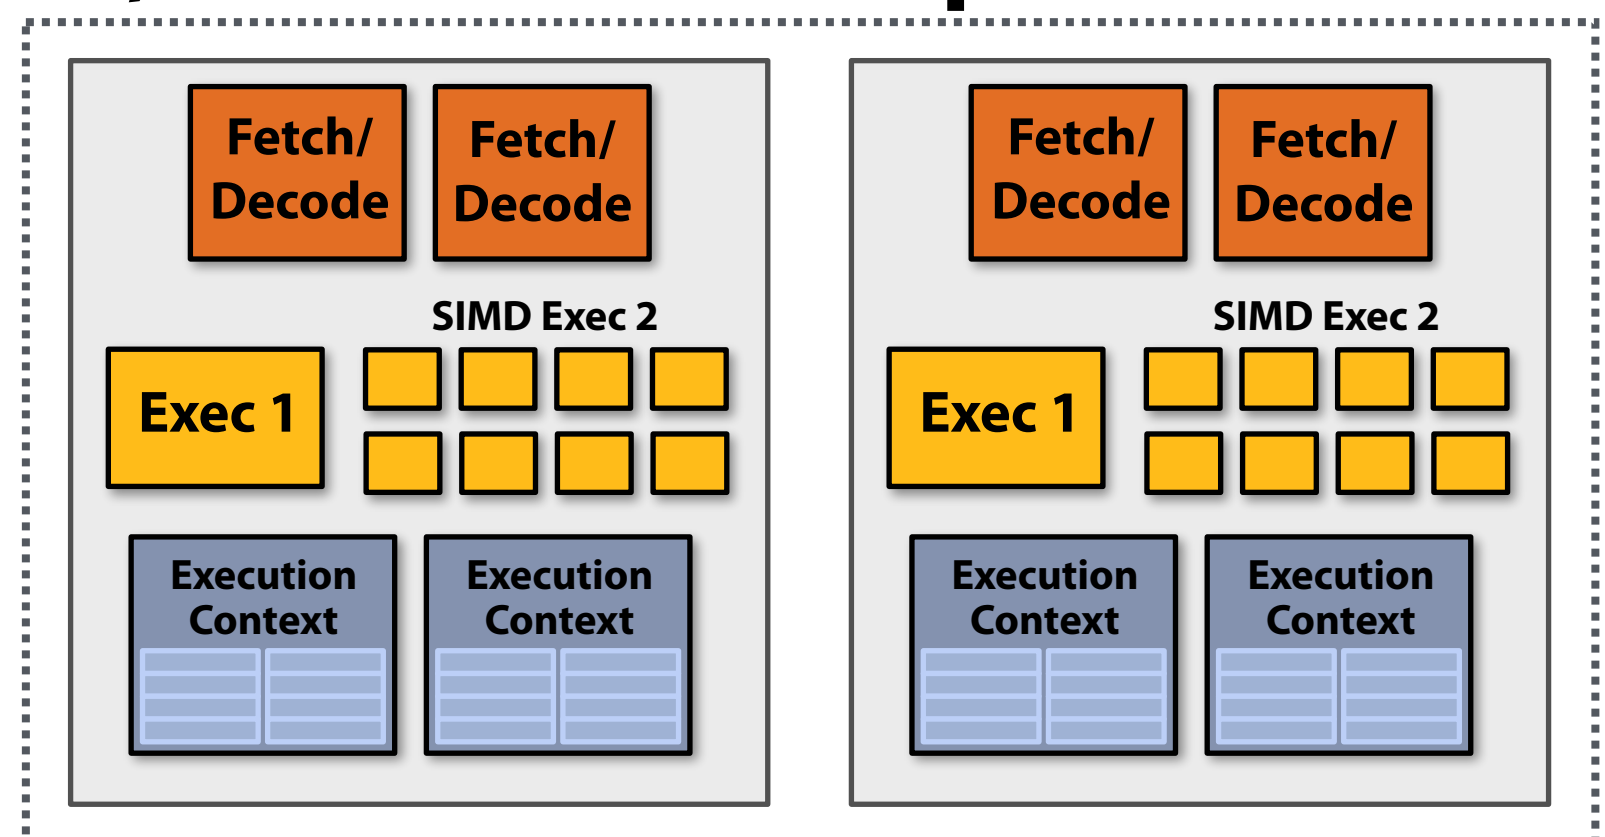 Fetch/
Decode
Fetch/
Decode
SIMD Exec 2
Exec 1
Execution
Context
Execution
Context
Fetch/
Decode
Fetch/
Decode
SIMD Exec 2
Exec 1
Execution
Context
Execution
Context